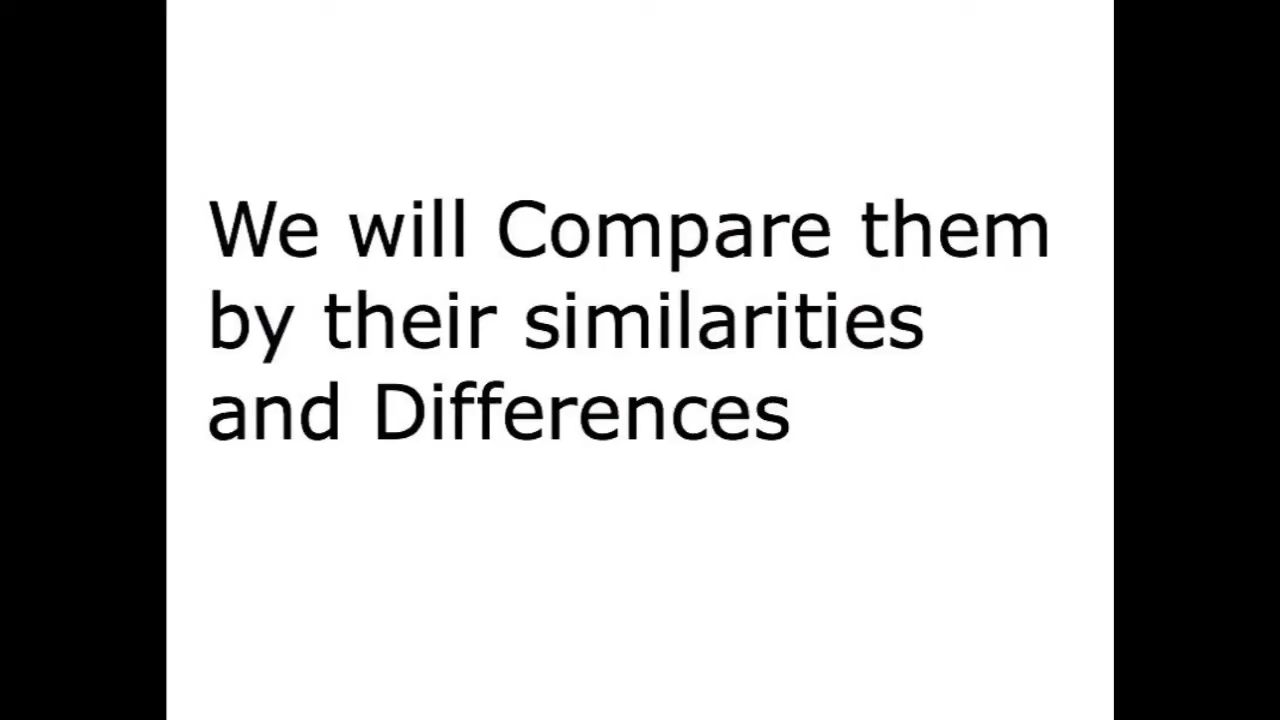 We will Compare them
by their similarities
and Differences